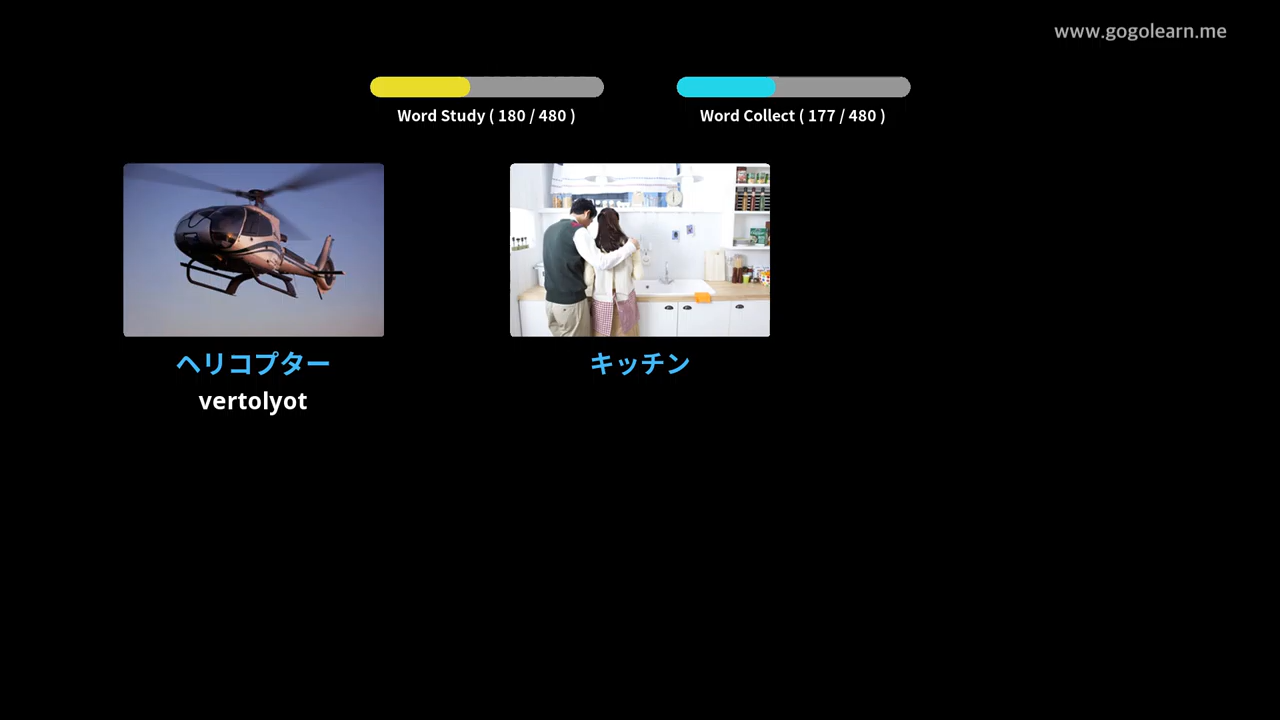 www.gogolearn.me
Word Study ( 180 / 480 )
Word Collect ( 177 / 480 )
ヘリコプター
キッチン
vertolyot